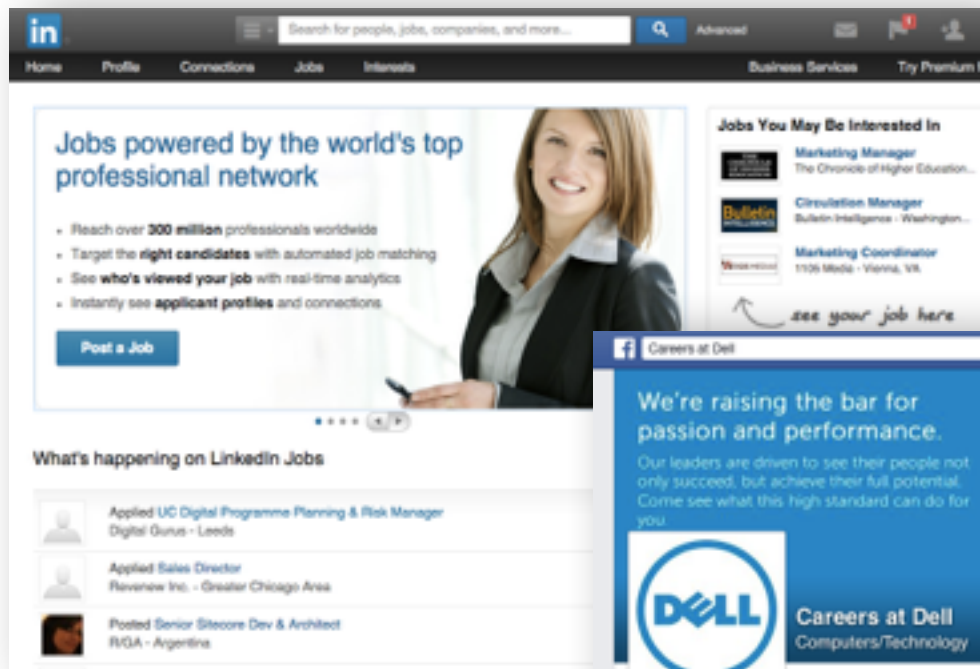 in
Search for people, jobs, companies, and more...
Advanced
1
Home Profile Connections Jobs Interests Business Services Try Premium
Jobs powered by the world's top
professional network
• Reach over 300 million professionals worldwide
• Target the right candidates with automated job matching
• See who's viewed your job with real-time analytics
• Instantly see applicant profiles and connections
Post a Job
Jobs You May Be Interested In
Marketing Manager
The Chronicle of Higher Education...
Bulletin
INTELLIGENCE
Circulation Manager
Bulletin Intelligence - Washington...
Marketing Coordinator
1105 Media - Vienna, VA
see your job here
What's happening on LinkedIn Jobs
Applied UC Digital Programme Planning & Risk Manager
Digital Gurus - Leeds
Applied Sales Director
Revenew Inc. - Greater Chicago Area
Posted Senior Sitecore Dev & Architect
R/GA - Argentina
f
Careers at Dell
We're raising the bar for
passion and performance.
Our leaders are driven to see their people not
only succeed, but achieve their full potential.
Come see what this high standard can do for
you.
DELL
Careers at Dell
Computers/Technology